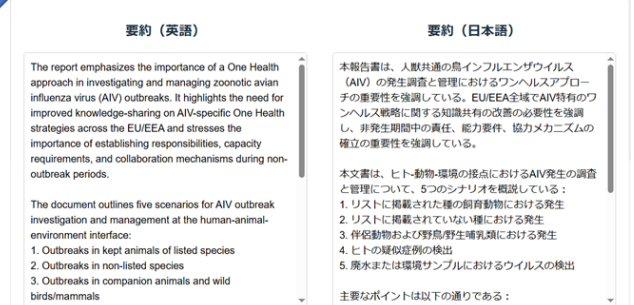 要約（英語）
The report emphasizes the importance of a One Health
approach in investigating and managing zoonotic avian
influenza virus (AIV) outbreaks. It highlights the need for
improved knowledge-sharing on AIV-specific One Health
strategies across the EU/EEA and stresses the
importance of establishing responsibilities, capacity
requirements, and collaboration mechanisms during non-
outbreak periods.
The document outlines five scenarios for AIV outbreak
investigation and management at the human-animal-
environment interface:
1. Outbreaks in kept animals of listed species
2. Outbreaks in non-listed species
3. Outbreaks in companion animals and wild
birds/mammals
要約（日本語）
本報告書は、人獣共通の鳥インフルエンザウイルス
（AIV）の発生調査と管理におけるワンヘルスアプロー
チの重要性を強調している。EU/EEA全域でAIV特有のワ
ンヘルス戦略に関する知識共有の改善の必要性を強調
し、非発生期間中の責任、能力要件、協力メカニズムの
確立の重要性を強調している。
本文書は、ヒト-動物-環境の接点におけるAIV発生の調査
と管理について、5つのシナリオを概説している：
1. リストに掲載された種の飼育動物における発生
2. リストに掲載されていない種における発生
3. 伴侶動物および野鳥/野生哺乳類における発生
4. ヒトの疑似症例の検出
5. 廃水または環境サンプルにおけるウイルスの検出
主要なポイントは以下の通りである：